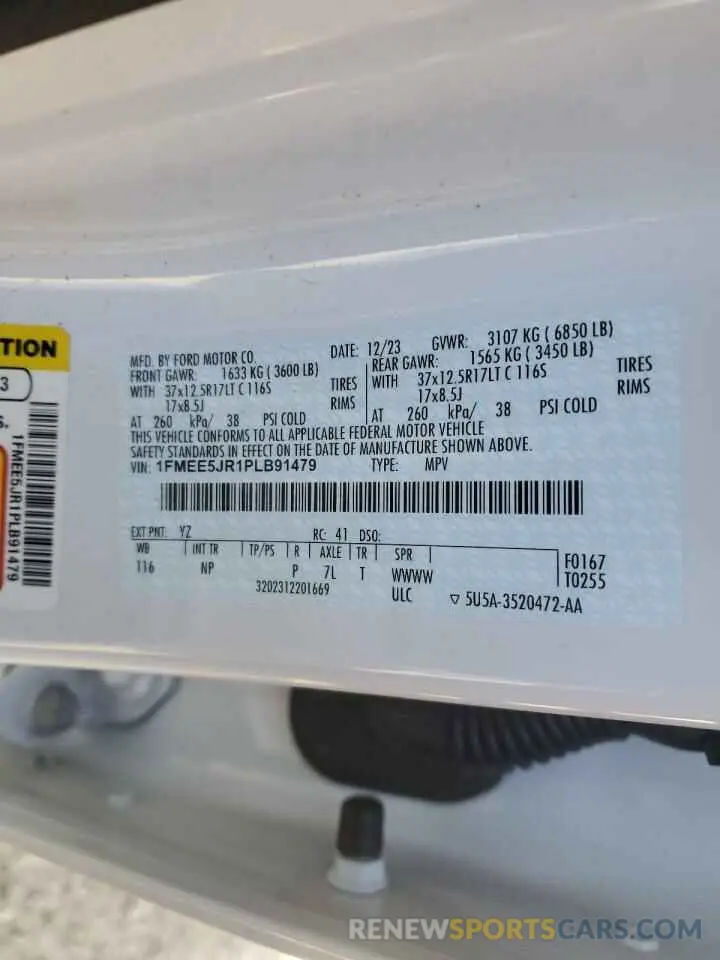 TION
3
S.
1FMEE5JR1PLB91479
MFD. BY FORD MOTOR CO.
DATE: 12/23 GVWR: 3107 KG ( 6850 LB)
FRONT GAWR: 1633 KG ( 3600 LB)
REAR GAWR: 1565 KG ( 3450 LB)
WITH 37x12.5R17LT C 116S TIRES
WITH 37x12.5R17LT C 116S TIRES
17x8.5J RIMS
17x8.5J RIMS
AT 260 kPa/ 38 PSI COLD
AT 260 kPa/ 38 PSI COLD
THIS VEHICLE CONFORMS TO ALL APPLICABLE FEDERAL MOTOR VEHICLE
SAFETY STANDARDS IN EFFECT ON THE DATE OF MANUFACTURE SHOWN ABOVE.
VIN: 1FMEE5JR1PLB91479 TYPE: MPV
EXT PNT: YZ RC: 41 DSO:
WB INT TR TP/PS R AXLE TR SPR
116 NP P 7L T WWWW
F0167
T0255
3202312201669 ULC ▽ 5U5A-3520472-AA
RENEWSPORTSCARS.COM